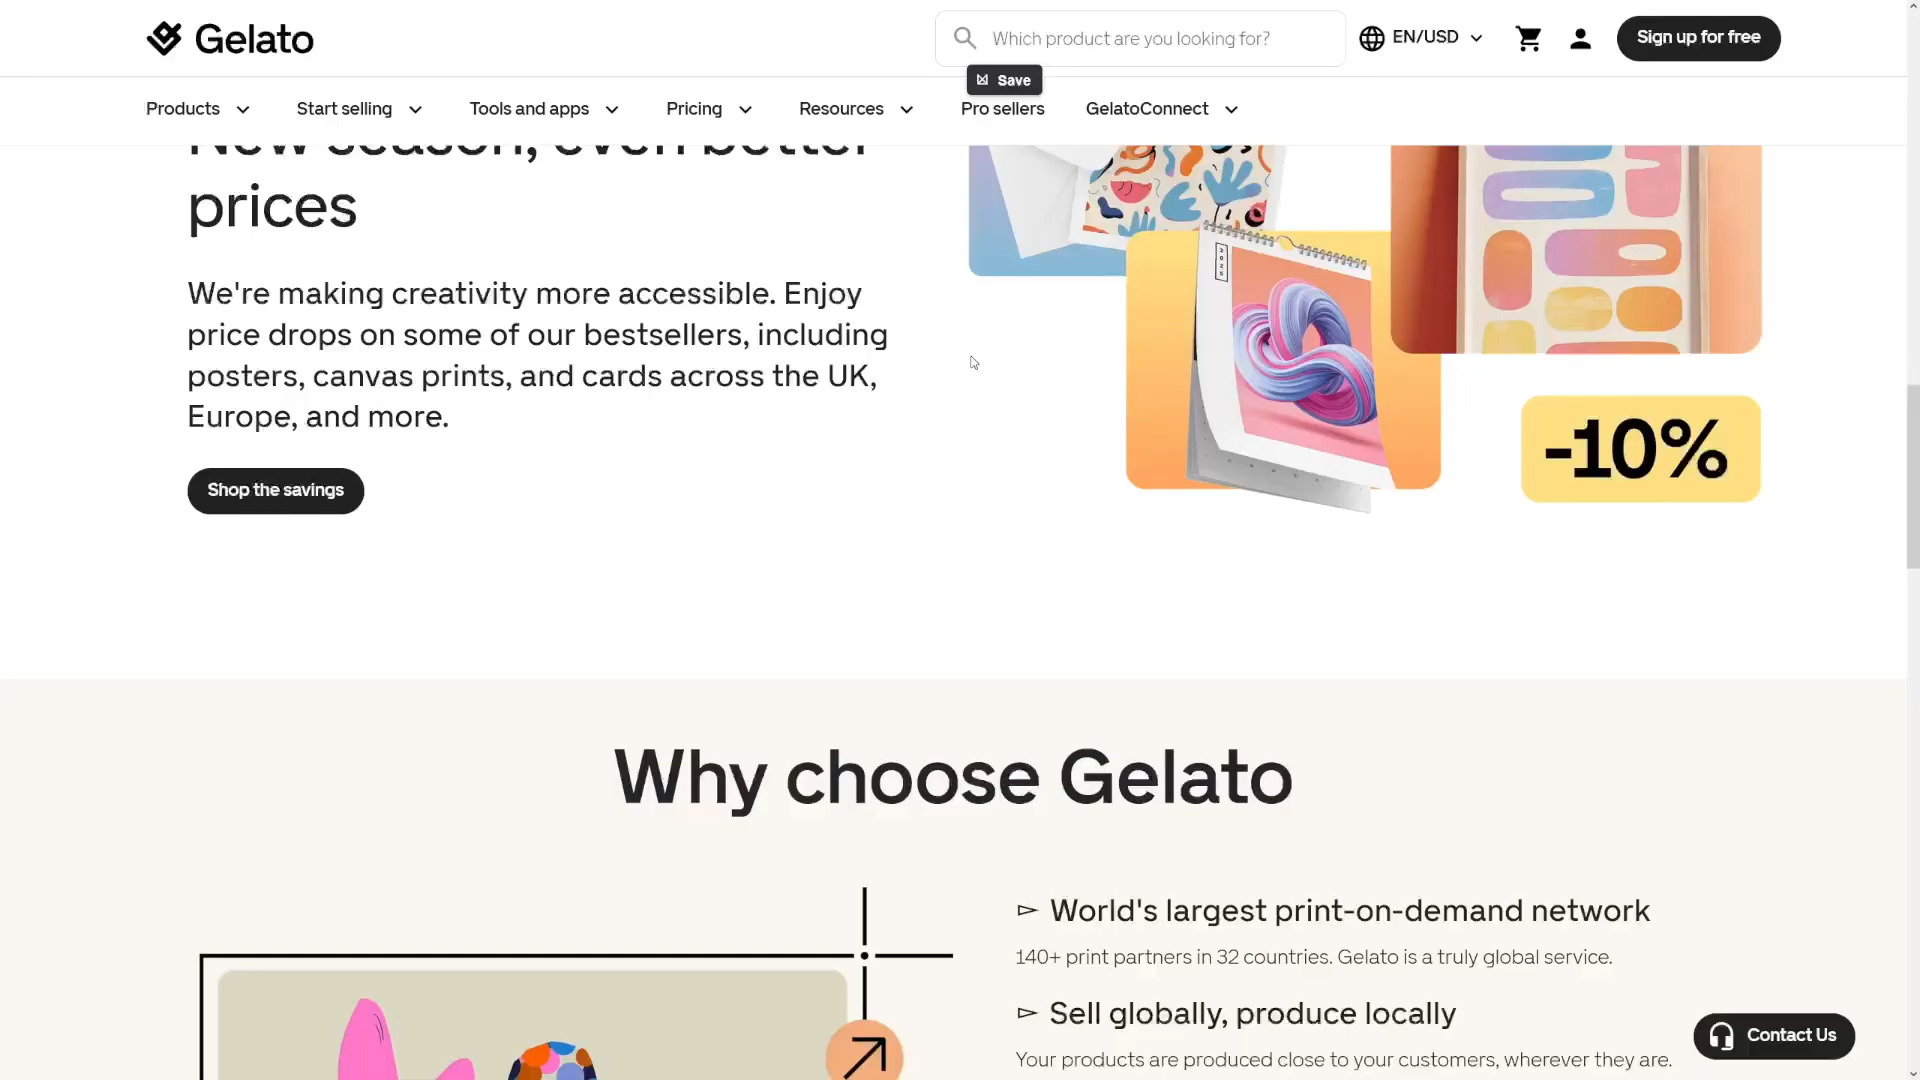 Gelato
Which product are you looking for?
EN/USD
Sign up for free
Save
Products
Start selling
Tools and apps
Pricing
Resources
Pro sellers
GelatoConnect
New season, even better
prices
We're making creativity more accessible. Enjoy
price drops on some of our bestsellers, including
posters, canvas prints, and cards across the UK,
Europe, and more.
Shop the savings
-10%
Why choose Gelato
World's largest print-on-demand network
140+ print partners in 32 countries. Gelato is a truly global service.
Sell globally, produce locally
Your products are produced close to your customers, wherever they are.
Contact Us